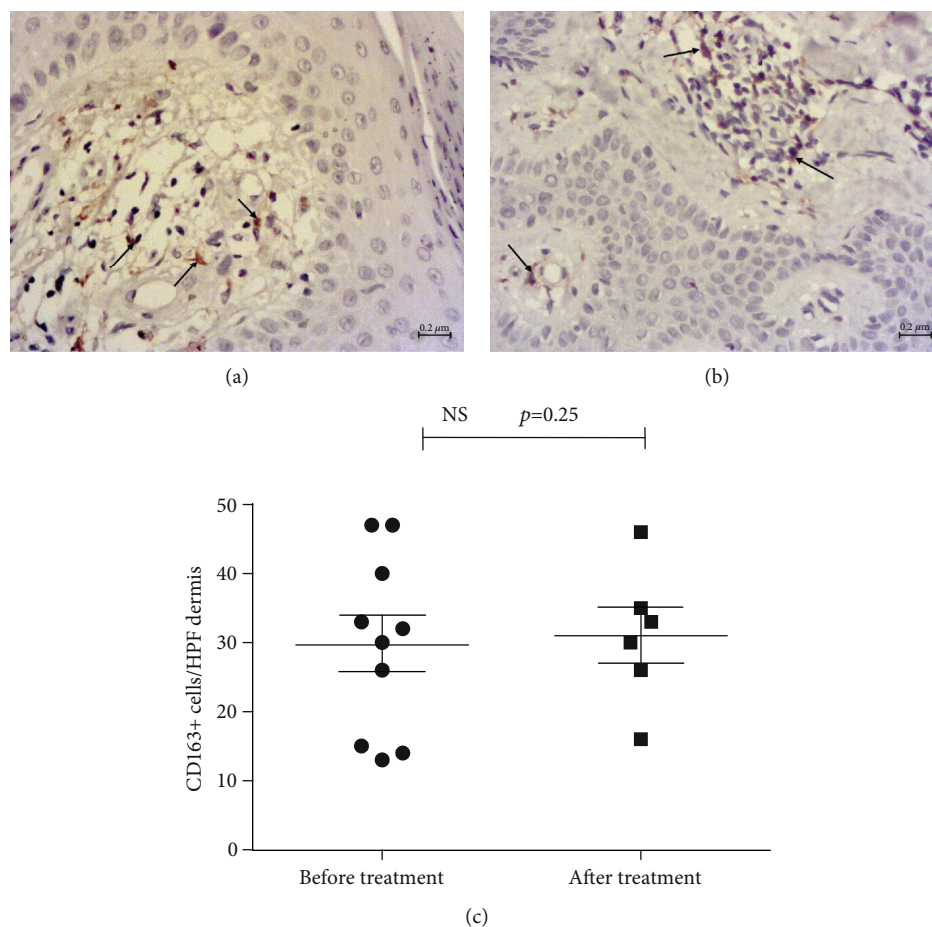 0.2 µm
0.2 µm
(a)
(b)
NS p=0.25
50
40
30
20
10
0
CD163+ cells/HPF dermis
Before treatment
After treatment
(c)